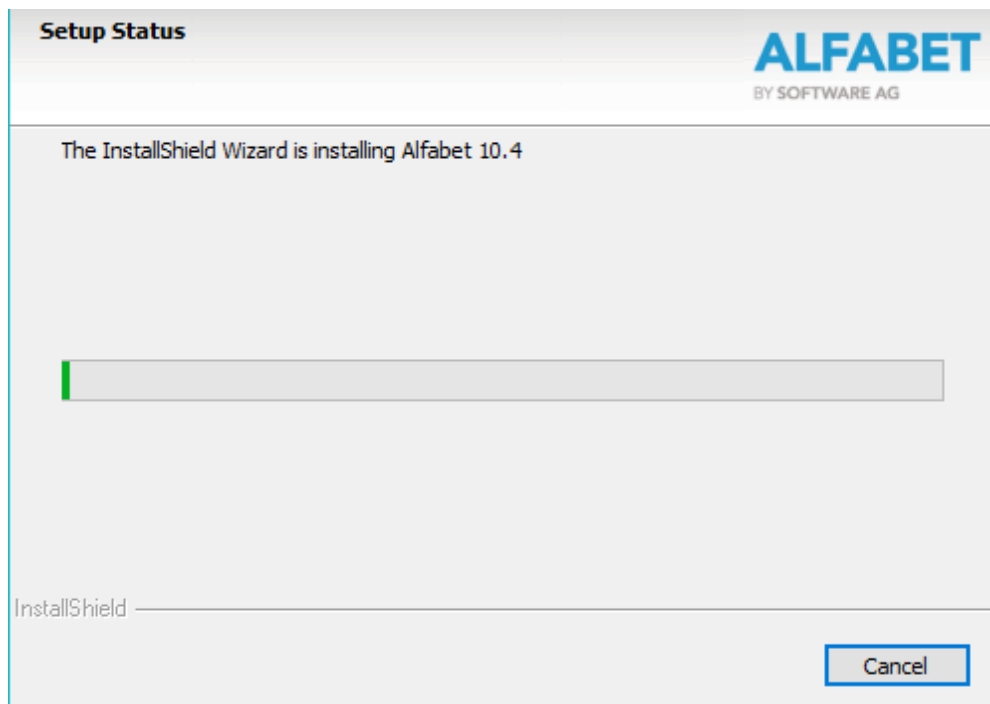 Setup Status
ALFABET
BY SOFTWARE AG
The InstallShield Wizard is installing Alfabet 10.4
InstallShield
Cancel